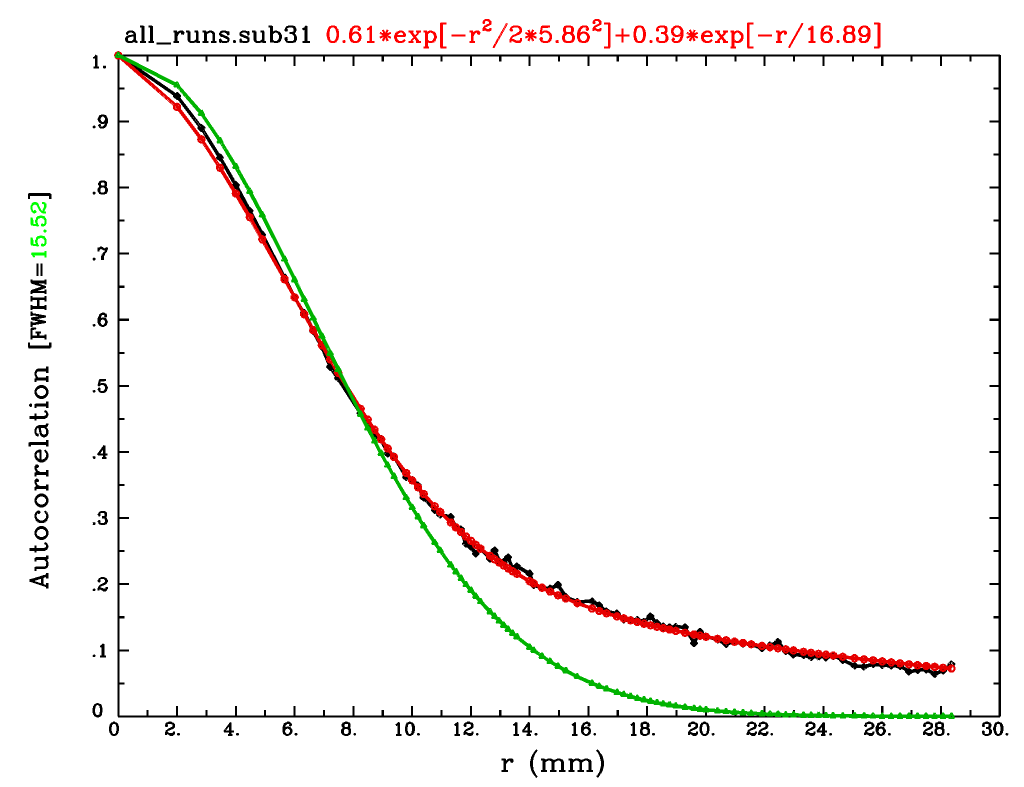 all_runs.sub31 0.61*exp[-r²/2*5.86²]+0.39*exp[-r/16.89]
Autocorrelation [FWHM=15.52]
1.
.9
.8
.7
.6
.5
.4
.3
.2
.1
0
0. 2. 4. 6. 8. 10. 12. 14. 16. 18. 20. 22. 24. 26. 28. 30.
r (mm)